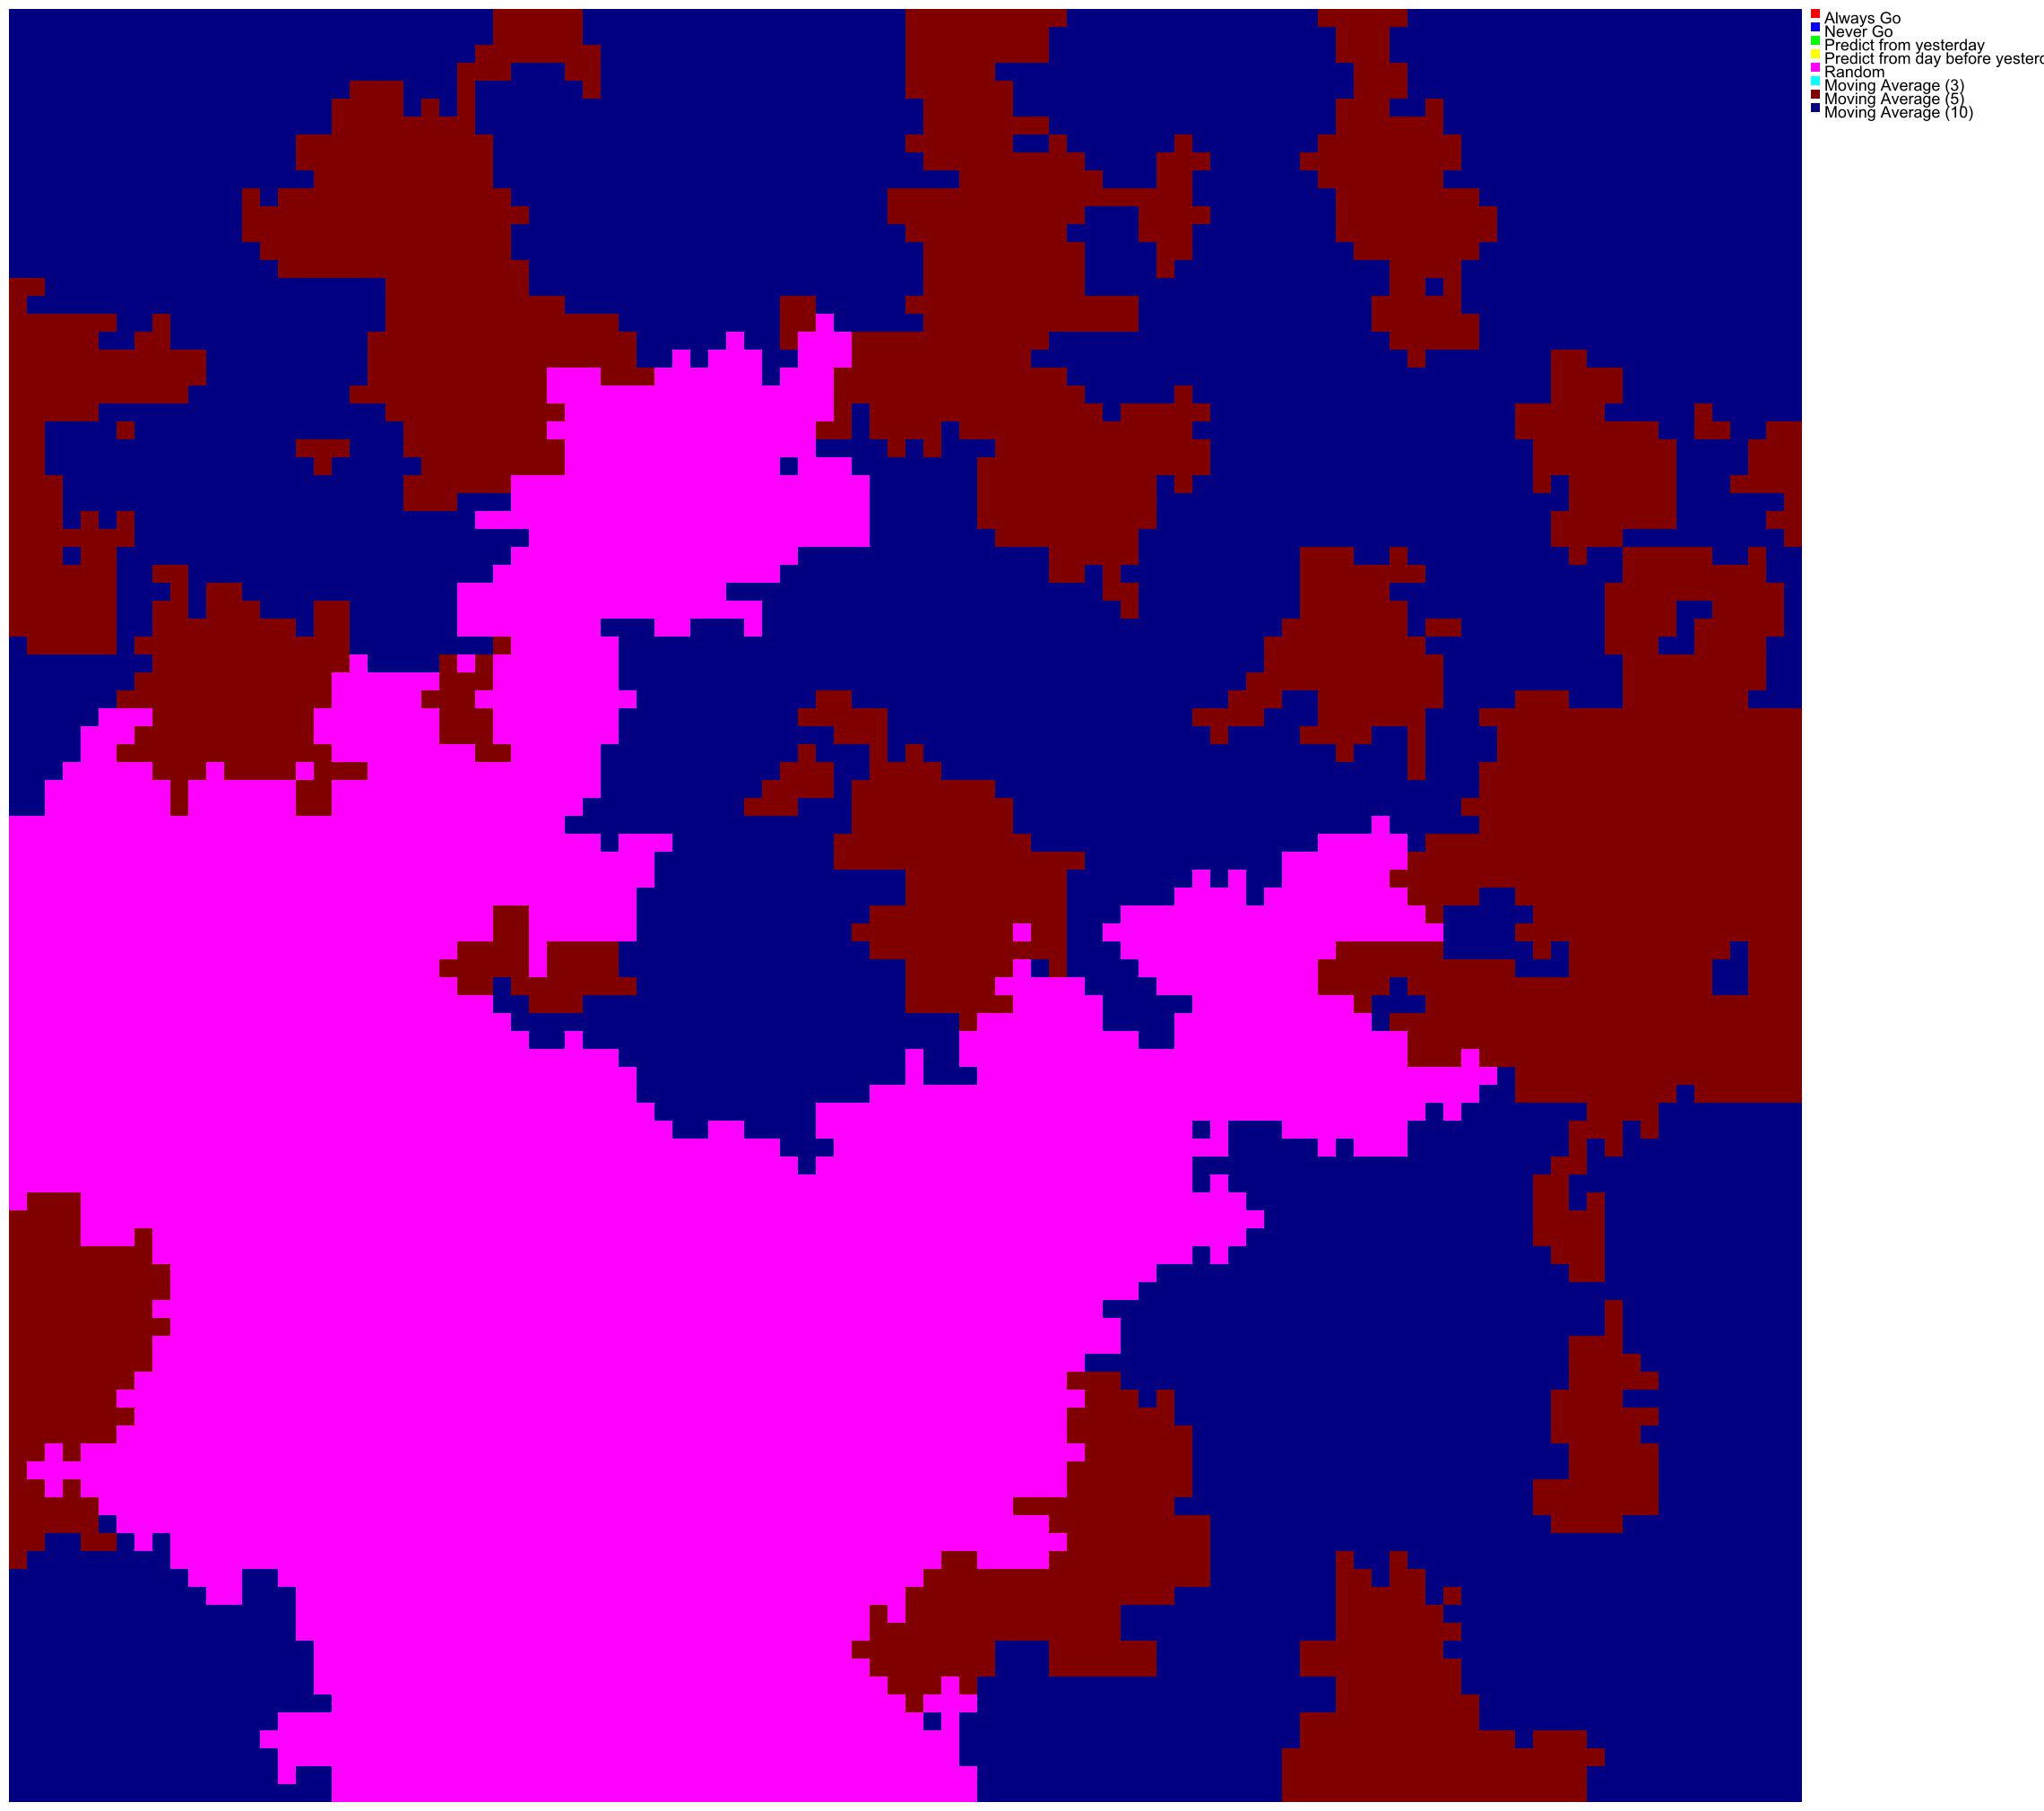 Always Go
Never Go
Predict from yesterday
Predict from day before yesterd
Random
Moving Average (3)
Moving Average (5)
Moving Average (10)